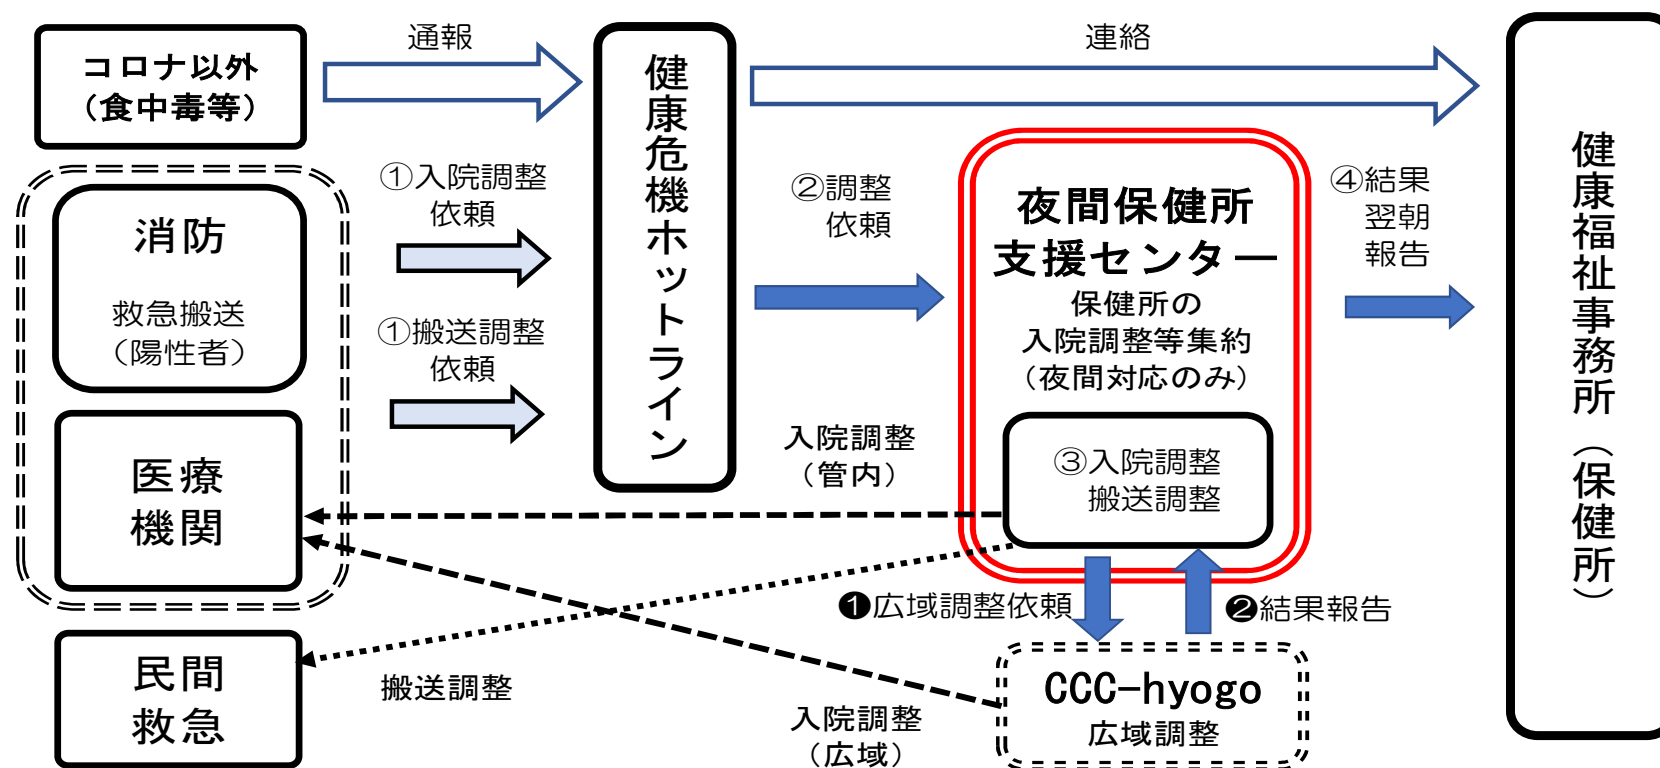 コロナ以外
（食中毒等）
通報
健康危機ホットライン
連絡
健康福祉事務所（保健所）
消防
救急搬送
（陽性者）
①入院調整
依頼
①搬送調整
依頼
②調整
依頼
夜間保健所
支援センター
保健所の
入院調整等集約
（夜間対応のみ）
③入院調整
搬送調整
④結果
翌朝
報告
医療
機関
入院調整
（管内）
❶広域調整依頼
❷結果報告
民間
救急
搬送調整
入院調整
（広域）
CCC-hyogo
広域調整